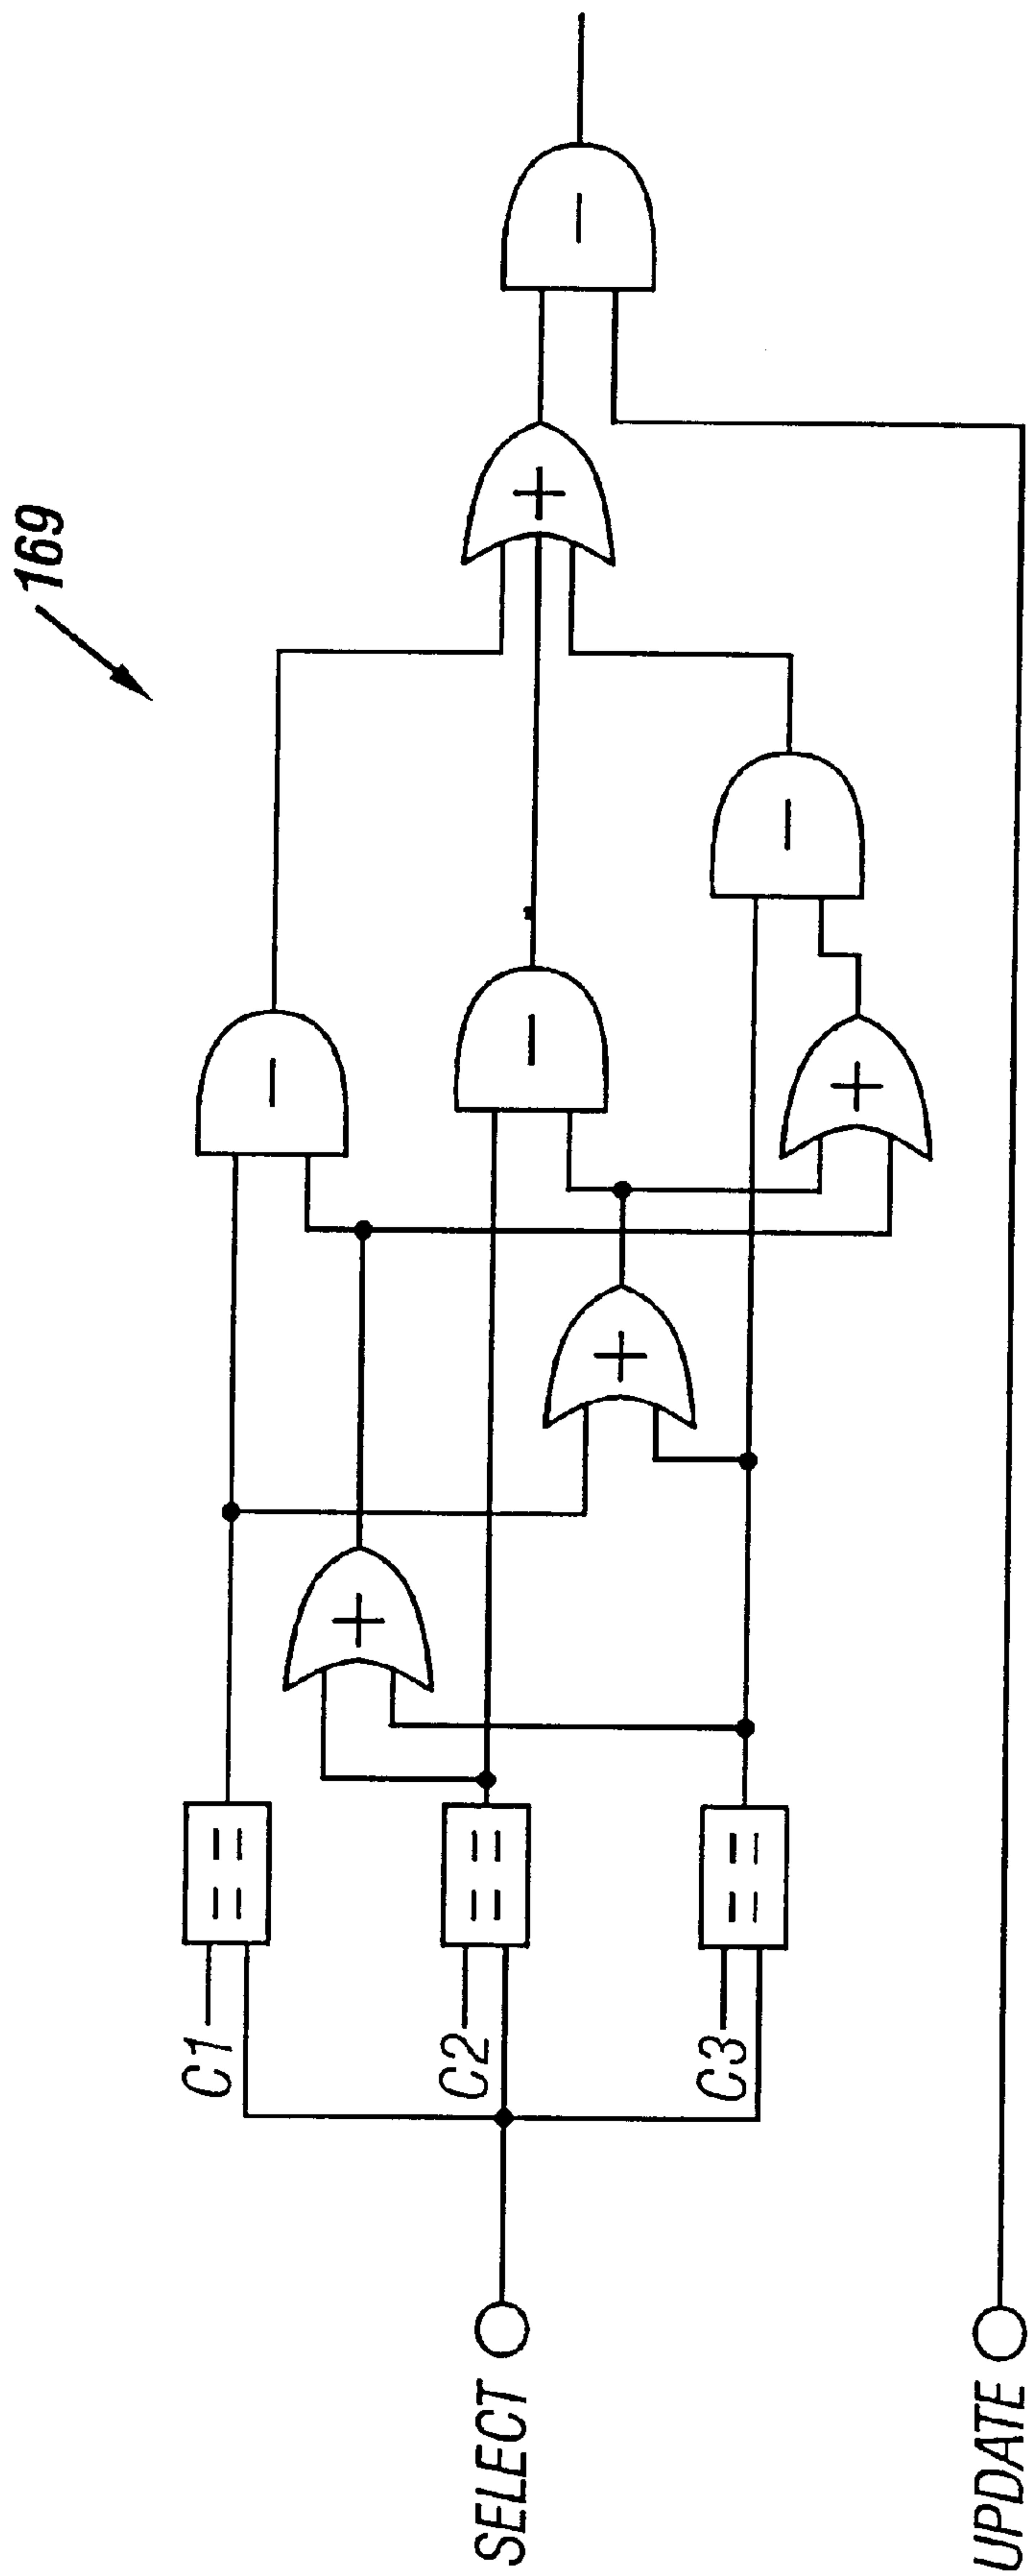 169
C1
==
C2
==
C3
==
SELECT
UPDATE
+
+
+
+
-
-
-
-